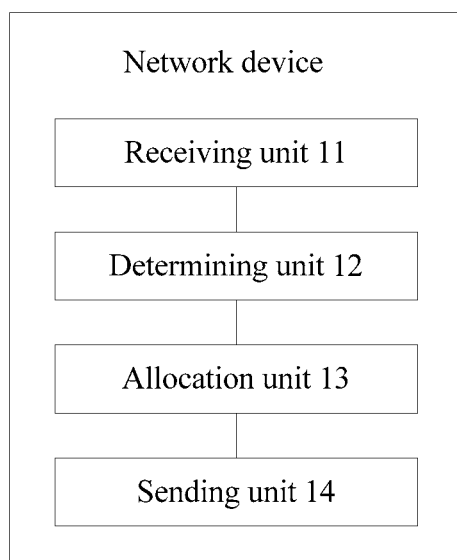 Network device
Receiving unit 11
Determining unit 12
Allocation unit 13
Sending unit 14